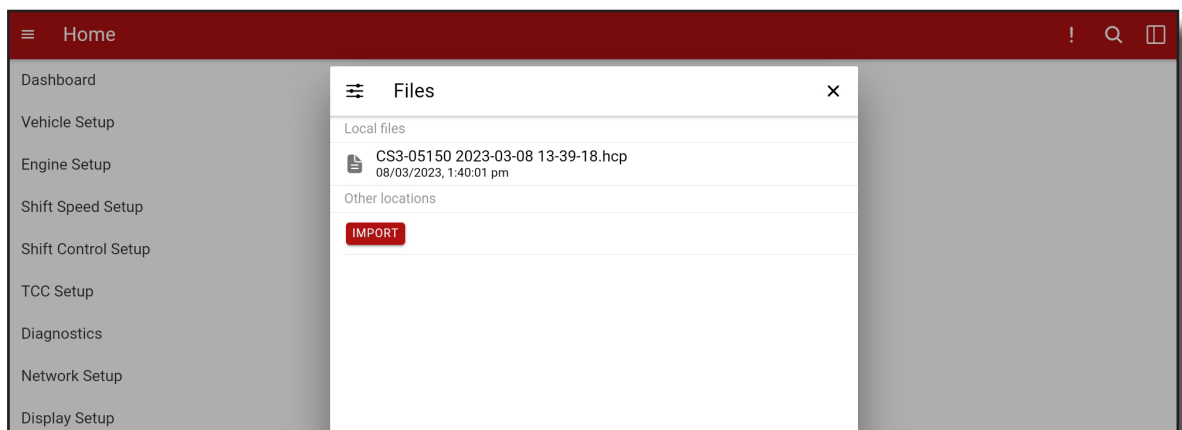 Home
!
Dashboard
Vehicle Setup
Engine Setup
Shift Speed Setup
Shift Control Setup
TCC Setup
Diagnostics
Network Setup
Display Setup
Files
Local files
CS3-05150 2023-03-08 13-39-18.hcp
08/03/2023, 1:40:01 pm
Other locations
IMPORT